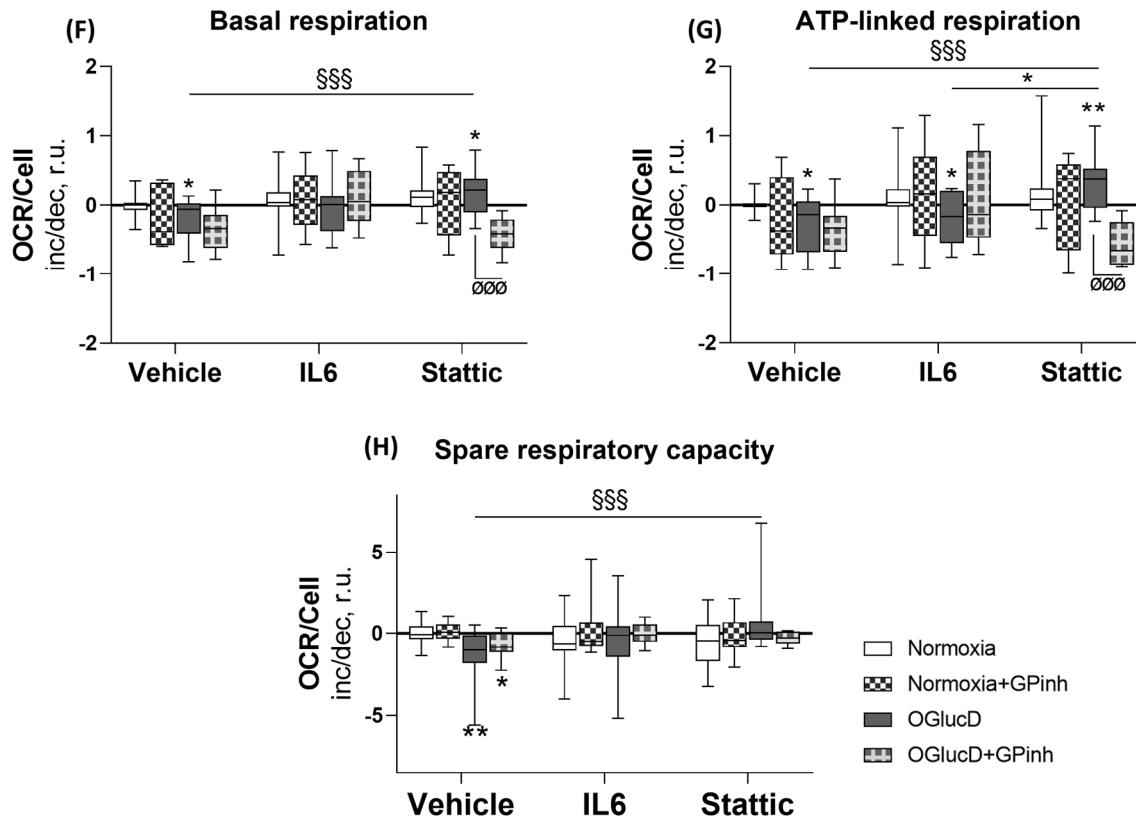 (F)
Basal respiration
OCR/Cell
inc/dec, r.u.
2
1
0
-1
-2
§§§
*
*
øøø
Vehicle
IL6
Stattic
(G)
ATP-linked respiration
OCR/Cell
inc/dec, r.u.
2
1
0
-1
-2
§§§
*
*
*
**
øøø
Vehicle
IL6
Stattic
(H)
Spare respiratory capacity
OCR/Cell
inc/dec, r.u.
5
0
-5
§§§
**
*
Vehicle
IL6
Stattic
Normoxia
Normoxia+GPinh
OGlucD
OGlucD+GPinh